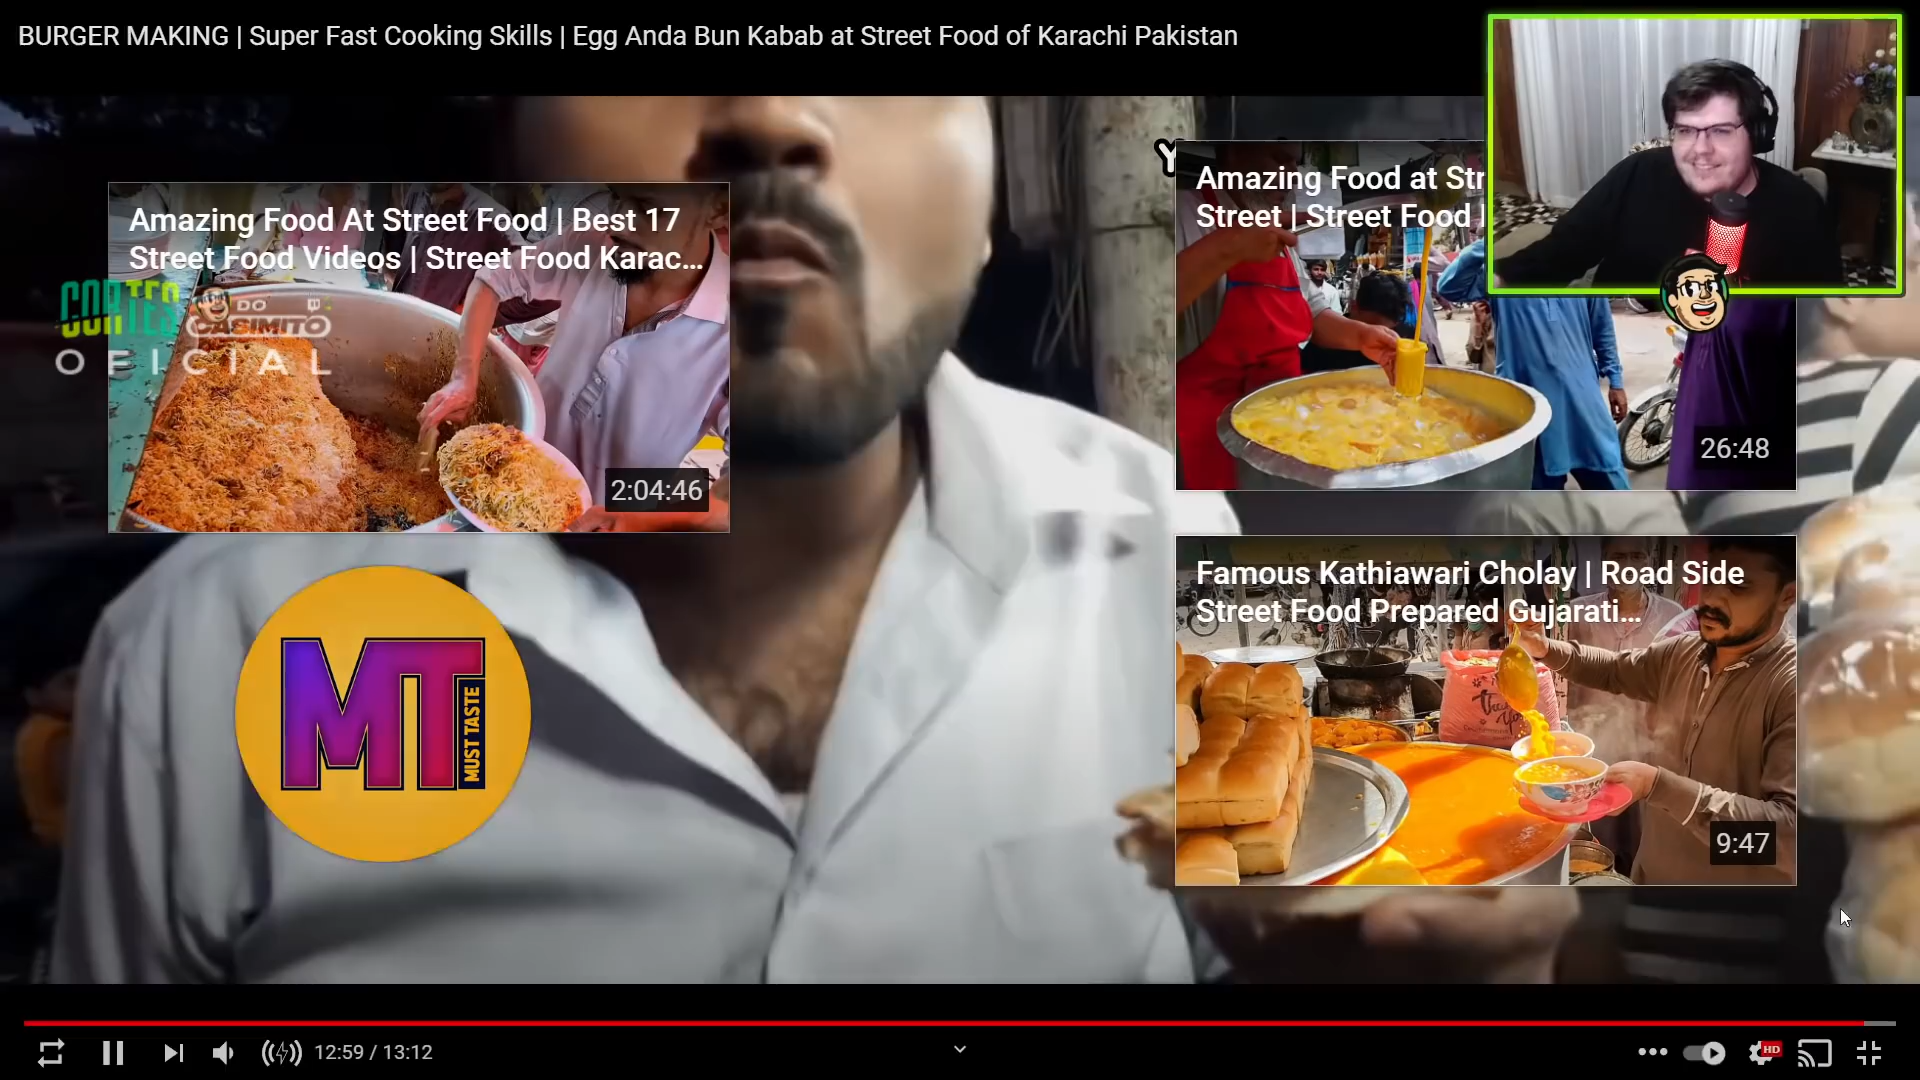 BURGER MAKING | Super Fast Cooking Skills | Egg Anda Bun Kabab at Street Food of Karachi Pakistan
Amazing Food At Street Food | Best 17
Street Food Videos | Street Food Karac...
CORTES
DO
CASIMITO
OFICIAL
2:04:46
Y
Amazing Food at Str
Street | Street Food |
26:48
Famous Kathiawari Cholay | Road Side
Street Food Prepared Gujarati...
9:47
MT
MUST TASTE
12:59 / 13:12
HD